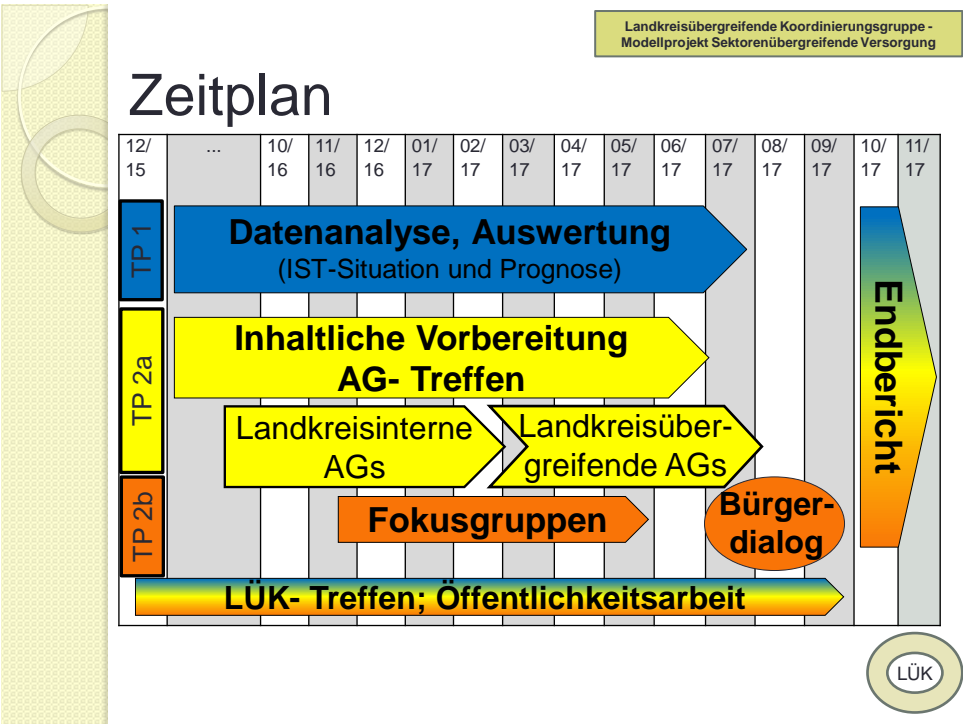 Landkreisübergreifende Koordinierungsgruppe -
Modellprojekt Sektorenübergreifende Versorgung
Zeitplan
12/ ... 10/ 11/ 12/ 01/ 02/ 03/ 04/ 05/ 06/ 07/ 08/ 09/ 10/ 11/
15 16 16 16 17 17 17 17 17 17 17 17 17 17 17
TP 1
Datenanalyse, Auswertung
(IST-Situation und Prognose)
TP 2a
Inhaltliche Vorbereitung
AG- Treffen
Landkreisinterne
AGs
Landkreisüber-
greifende AGs
TP 2b
Fokusgruppen
Bürger-
dialog
LÜK- Treffen; Öffentlichkeitsarbeit
Endbericht
LÜK